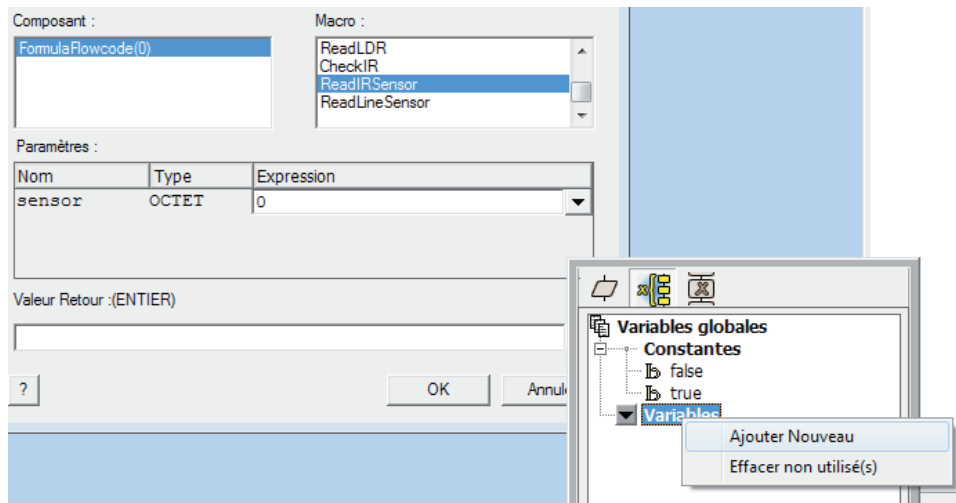 Composant :
Macro :
FormulaFlowcode(0)
ReadLDR
CheckIR
ReadIRSensor
ReadLineSensor
Paramètres :
Nom Type Expression
sensor OCTET 0
Valeur Retour :(ENTIER)
? OK Annul
Variables globales
Constantes
false
true
Variables
Ajouter Nouveau
Effacer non utilisé(s)